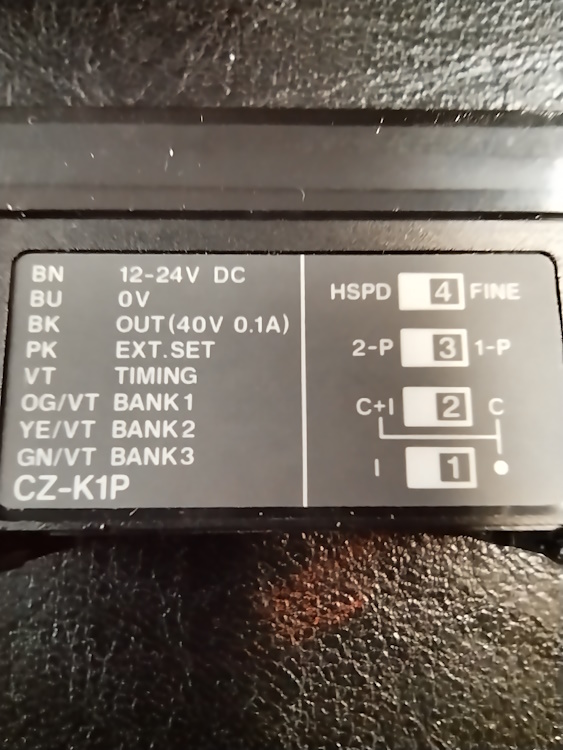 BN 12-24V DC
BU 0V
BK OUT(40V 0.1A)
PK EXT.SET
VT TIMING
OG/VT BANK1
YE/VT BANK2
GN/VT BANK3
CZ-K1P
HSPD 4 FINE
2-P 3 1-P
C+I 2 C
I 1 ●